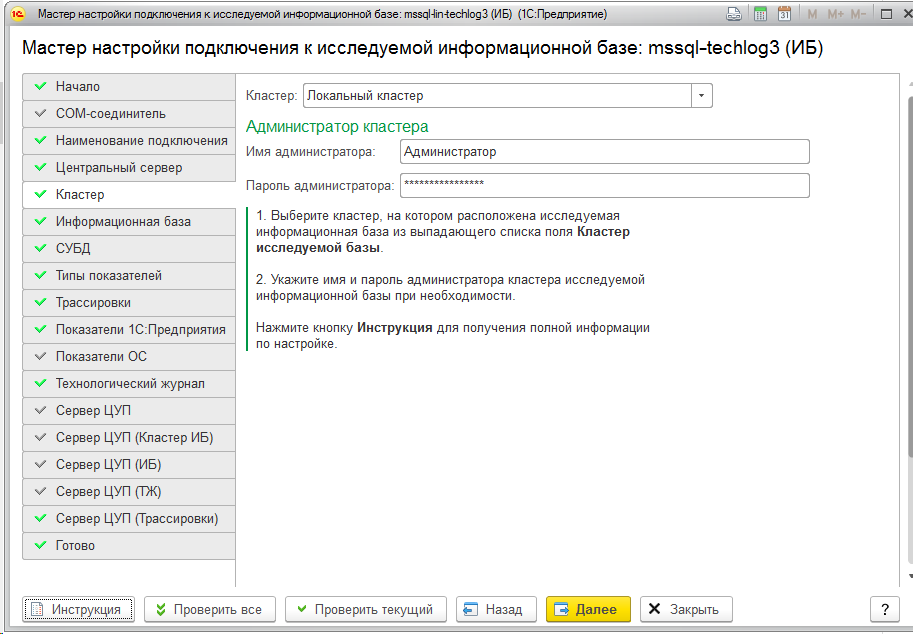 Мастер настройки подключения к исследуемой информационной базе: mssql-lin-techlog3 (ИБ) (1С:Предприятие)
31
M M+ M-
Мастер настройки подключения к исследуемой информационной базе: mssql-techlog3 (ИБ)
Начало
COM-соединитель
Наименование подключения
Центральный сервер
Кластер
Информационная база
СУБД
Типы показателей
Трассировки
Показатели 1С:Предприятия
Показатели ОС
Технологический журнал
Сервер ЦУП
Сервер ЦУП (Кластер ИБ)
Сервер ЦУП (ИБ)
Сервер ЦУП (ТЖ)
Сервер ЦУП (Трассировки)
Готово
Кластер: Локальный кластер
Администратор кластера
Имя администратора: Администратор
Пароль администратора: ****************
1. Выберите кластер, на котором расположена исследуемая
информационная база из выпадающего списка поля Кластер
исследуемой базы.
2. Укажите имя и пароль администратора кластера исследуемой
информационной базы при необходимости.
Нажмите кнопку Инструкция для получения полной информации
по настройке.
Инструкция Проверить все Проверить текущий Назад Далее Закрыть ?